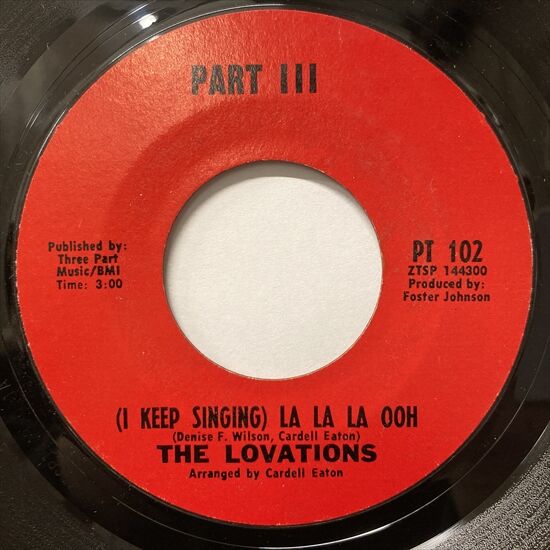 PART III
Published by:
Three Part
Music/BMI
Time: 3:00
PT 102
ZTSP 144300
Produced by:
Foster Johnson
(I KEEP SINGING) LA LA LA OOH
(Denise F. Wilson, Cardell Eaton)
THE LOVATIONS
Arranged by Cardell Eaton